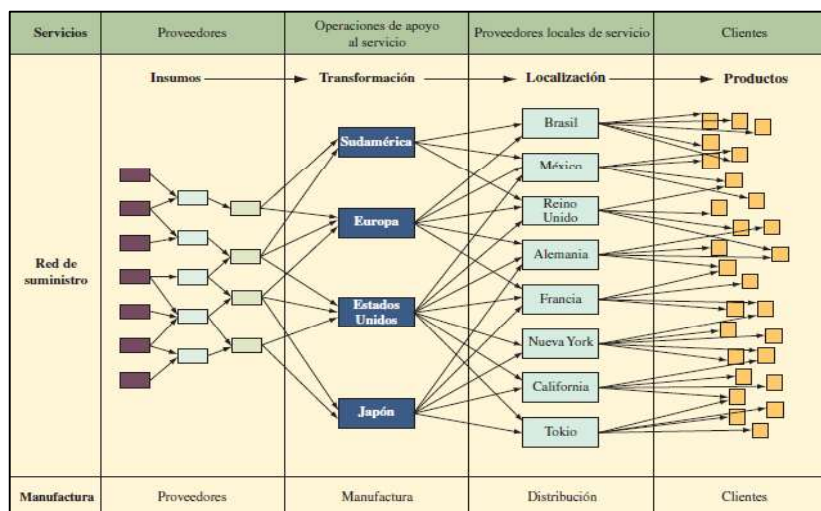 Servicios
Proveedores
Operaciones de apoyo
al servicio
Proveedores locales de servicio
Clientes
Insumos
Transformación
Localización
Productos
Red de
suministro
Sudamérica
Europa
Estados
Unidos
Japón
Brasil
México
Reino
Unido
Alemania
Francia
Nueva York
California
Tokio
Manufactura
Proveedores
Manufactura
Distribución
Clientes